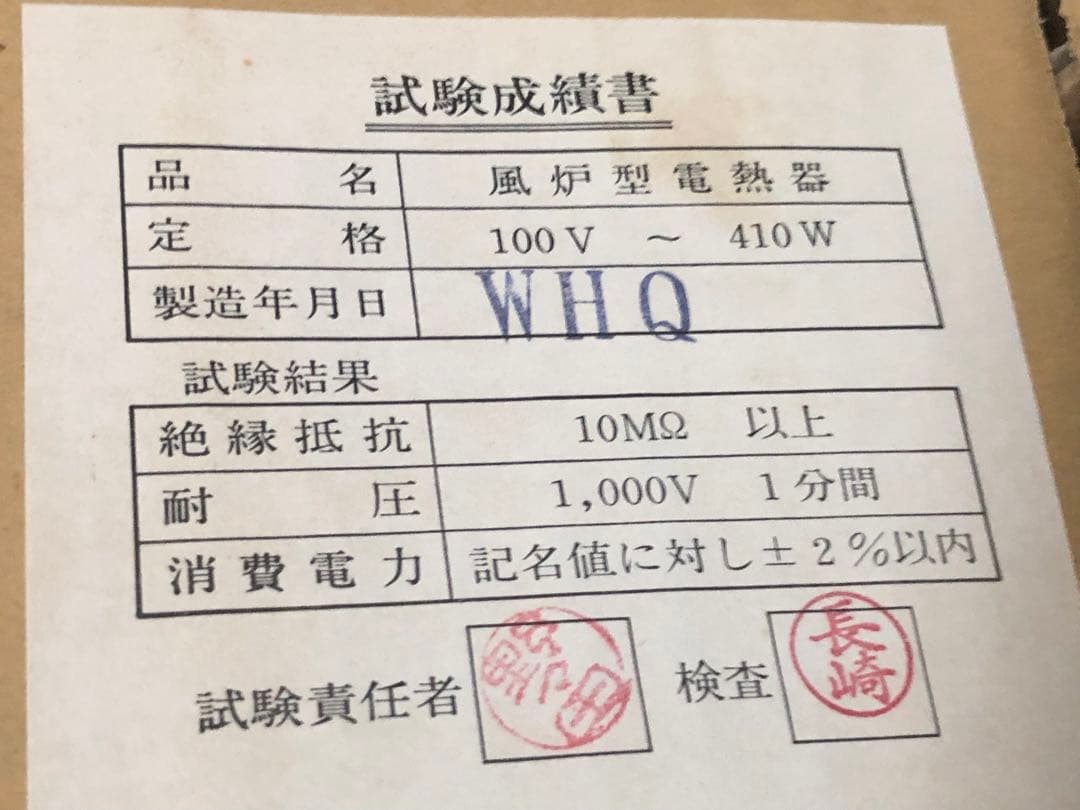 試験成績書
品名 風炉型電熱器
定格 100V ～ 410W
製造年月日 WHQ
試験結果
絶縁抵抗 10MΩ 以上
耐圧 1,000V 1分間
消費電力 記名値に対し±2%以内
試験責任者 検査 長崎